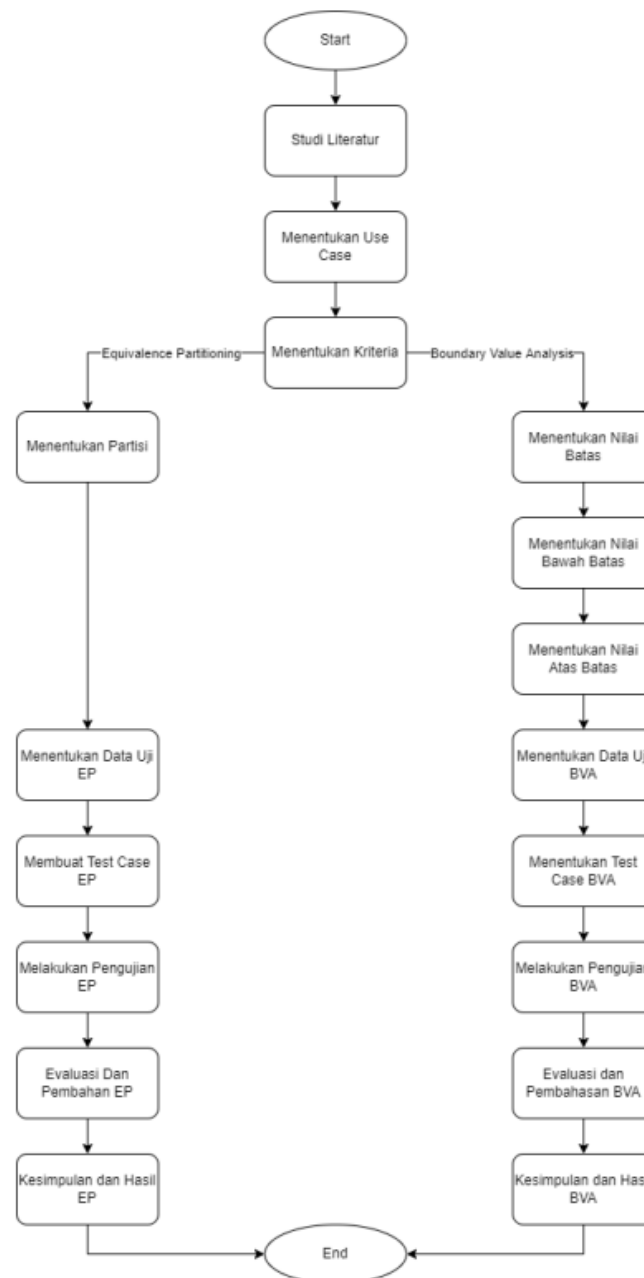 Start
Studi Literatur
Menentukan Use
Case
Menentukan Kriteria
Equivalence Partitioning
Boundary Value Analysis
Menentukan Partisi
Menentukan Nilai
Batas
Menentukan Nilai
Bawah Batas
Menentukan Nilai
Atas Batas
Menentukan Data Uji
EP
Menentukan Data Uj
BVA
Membuat Test Case
EP
Menentukan Test
Case BVA
Melakukan Pengujian
EP
Melakukan Pengujian
BVA
Evaluasi Dan
Pembahan EP
Evaluasi dan
Pembahasan BVA
Kesimpulan dan Hasil
EP
Kesimpulan dan Has
BVA
End